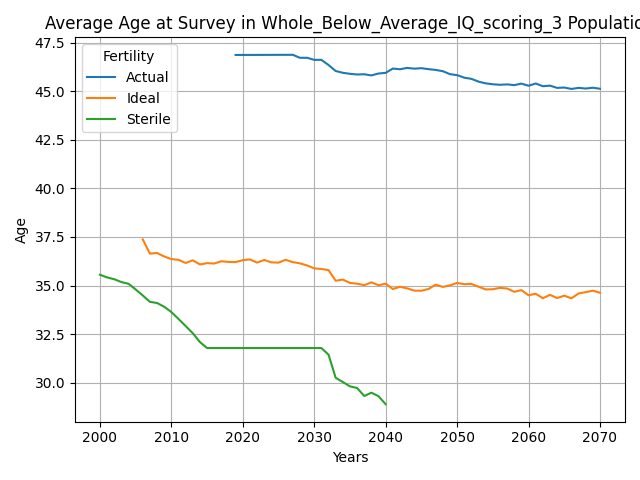 Average Age at Survey in Whole_Below_Average_IQ_scoring_3 Populatio
Fertility
Actual
Ideal
Sterile
47.5
45.0
42.5
40.0
37.5
35.0
32.5
30.0
Age
2000 2010 2020 2030 2040 2050 2060 2070
Years